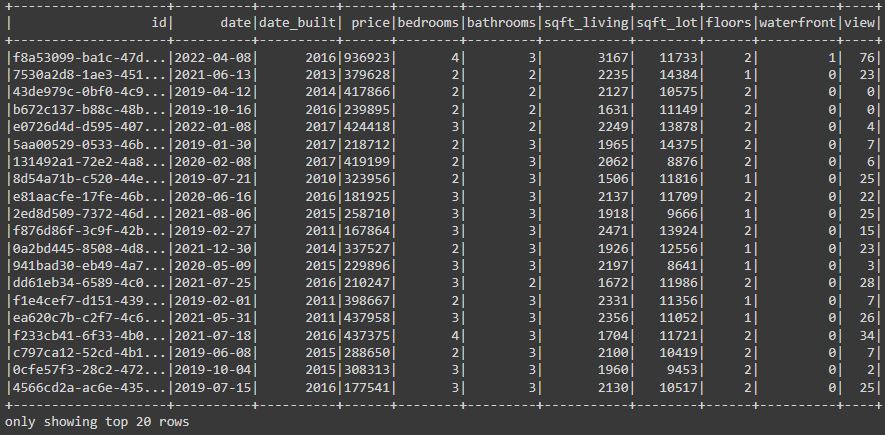 +--------------------+----------+----------+------+--------+---------+-----------+--------+------+----------+----+
|                  id|      date|date_built| price|bedrooms|bathrooms|sqft_living|sqft_lot|floors|waterfront|view|
+--------------------+----------+----------+------+--------+---------+-----------+--------+------+----------+----+
|f8a53099-ba1c-47d...|2022-04-08|      2016|936923|       4|        3|       3167|   11733|     2|         1|  76|
|7530a2d8-1ae3-451...|2021-06-13|      2013|379628|       2|        2|       2235|   14384|     1|         0|  23|
|43de979c-0bf0-4c9...|2019-04-12|      2014|417866|       2|        2|       2127|   10575|     2|         0|   0|
|b672c137-b88c-48b...|2019-10-16|      2016|239895|       2|        2|       1631|   11149|     2|         0|   0|
|e0726d4d-d595-407...|2022-01-08|      2017|424418|       3|        2|       2249|   13878|     2|         0|   4|
|5aa00529-0533-46b...|2019-01-30|      2017|218712|       2|        3|       1965|   14375|     2|         0|   7|
|131492a1-72e2-4a8...|2020-02-08|      2017|419199|       2|        3|       2062|    8876|     2|         0|   6|
|8d54a71b-c520-44e...|2019-07-21|      2010|323956|       2|        3|       1506|   11816|     1|         0|  25|
|e81aacfe-17fe-46b...|2020-06-16|      2016|181925|       3|        3|       2137|   11709|     2|         0|  22|
|2ed8d509-7372-46d...|2021-08-06|      2015|258710|       3|        3|       1918|    9666|     1|         0|  25|
|f876d86f-3c9f-42b...|2019-02-27|      2011|167864|       3|        3|       2471|   13924|     2|         0|  15|
|0a2bd445-8508-4d8...|2021-12-30|      2014|337527|       2|        3|       1926|   12556|     1|         0|  23|
|941bad30-eb49-4a7...|2020-05-09|      2015|229896|       3|        3|       2197|    8641|     1|         0|   3|
|dd61eb34-6589-4c0...|2021-07-25|      2016|210247|       3|        2|       1672|   11986|     2|         0|  28|
|f1e4cef7-d151-439...|2019-02-01|      2011|398667|       2|        3|       2331|   11356|     1|         0|   7|
|ea620c7b-c2f7-4c6...|2021-05-31|      2011|437958|       3|        3|       2356|   11052|     1|         0|  26|
|f233cb41-6f33-4b0...|2021-07-18|      2016|437375|       4|        3|       1704|   11721|     2|         0|  34|
|c797ca12-52cd-4b1...|2019-06-08|      2015|288650|       2|        3|       2100|   10419|     2|         0|   7|
|0cfe57f3-28c2-472...|2019-10-04|      2015|308313|       3|        3|       1960|    9453|     2|         0|   2|
|4566cd2a-ac6e-435...|2019-07-15|      2016|177541|       3|        3|       2130|   10517|     2|         0|  25|
+--------------------+----------+----------+------+--------+---------+-----------+--------+------+----------+----+
only showing top 20 rows